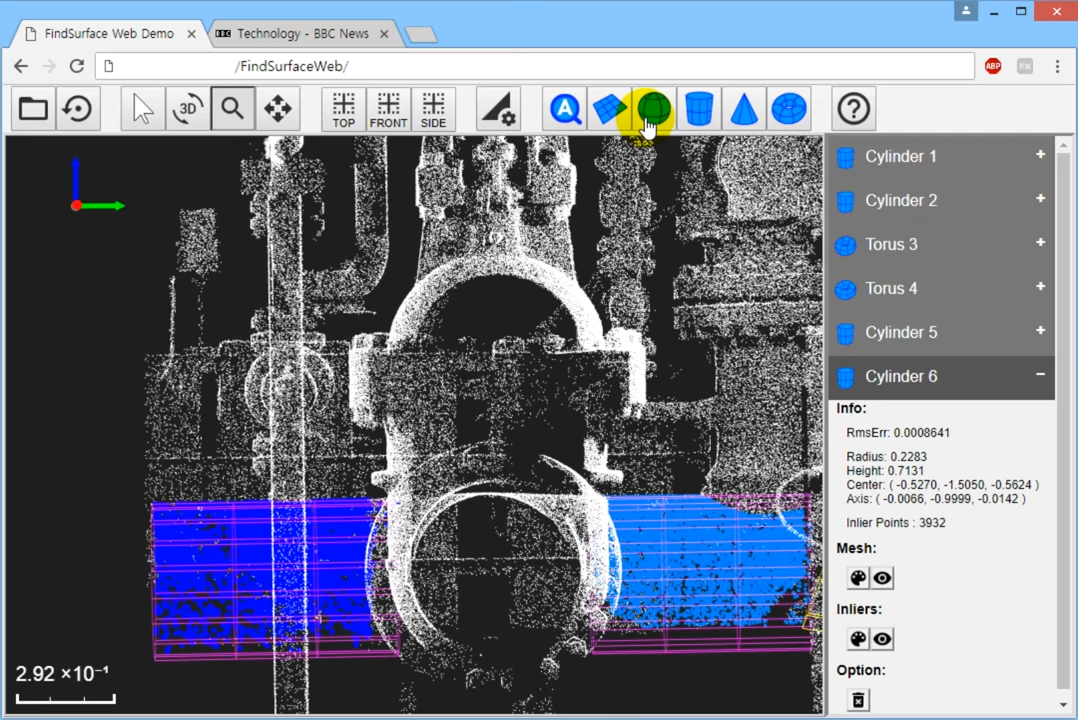 FindSurface Web Demo
BBC Technology - BBC News
/FindSurfaceWeb/
ABP
FX
3D
TOP
FRONT
SIDE
A
?
Cylinder 1
Cylinder 2
Torus 3
Torus 4
Cylinder 5
Cylinder 6
Info:
RmsErr: 0.0008641
Radius: 0.2283
Height: 0.7131
Center: ( -0.5270, -1.5050, -0.5624 )
Axis: ( -0.0066, -0.9999, -0.0142 )
Inlier Points : 3932
Mesh:
Inliers:
Option:
2.92 ×10⁻¹